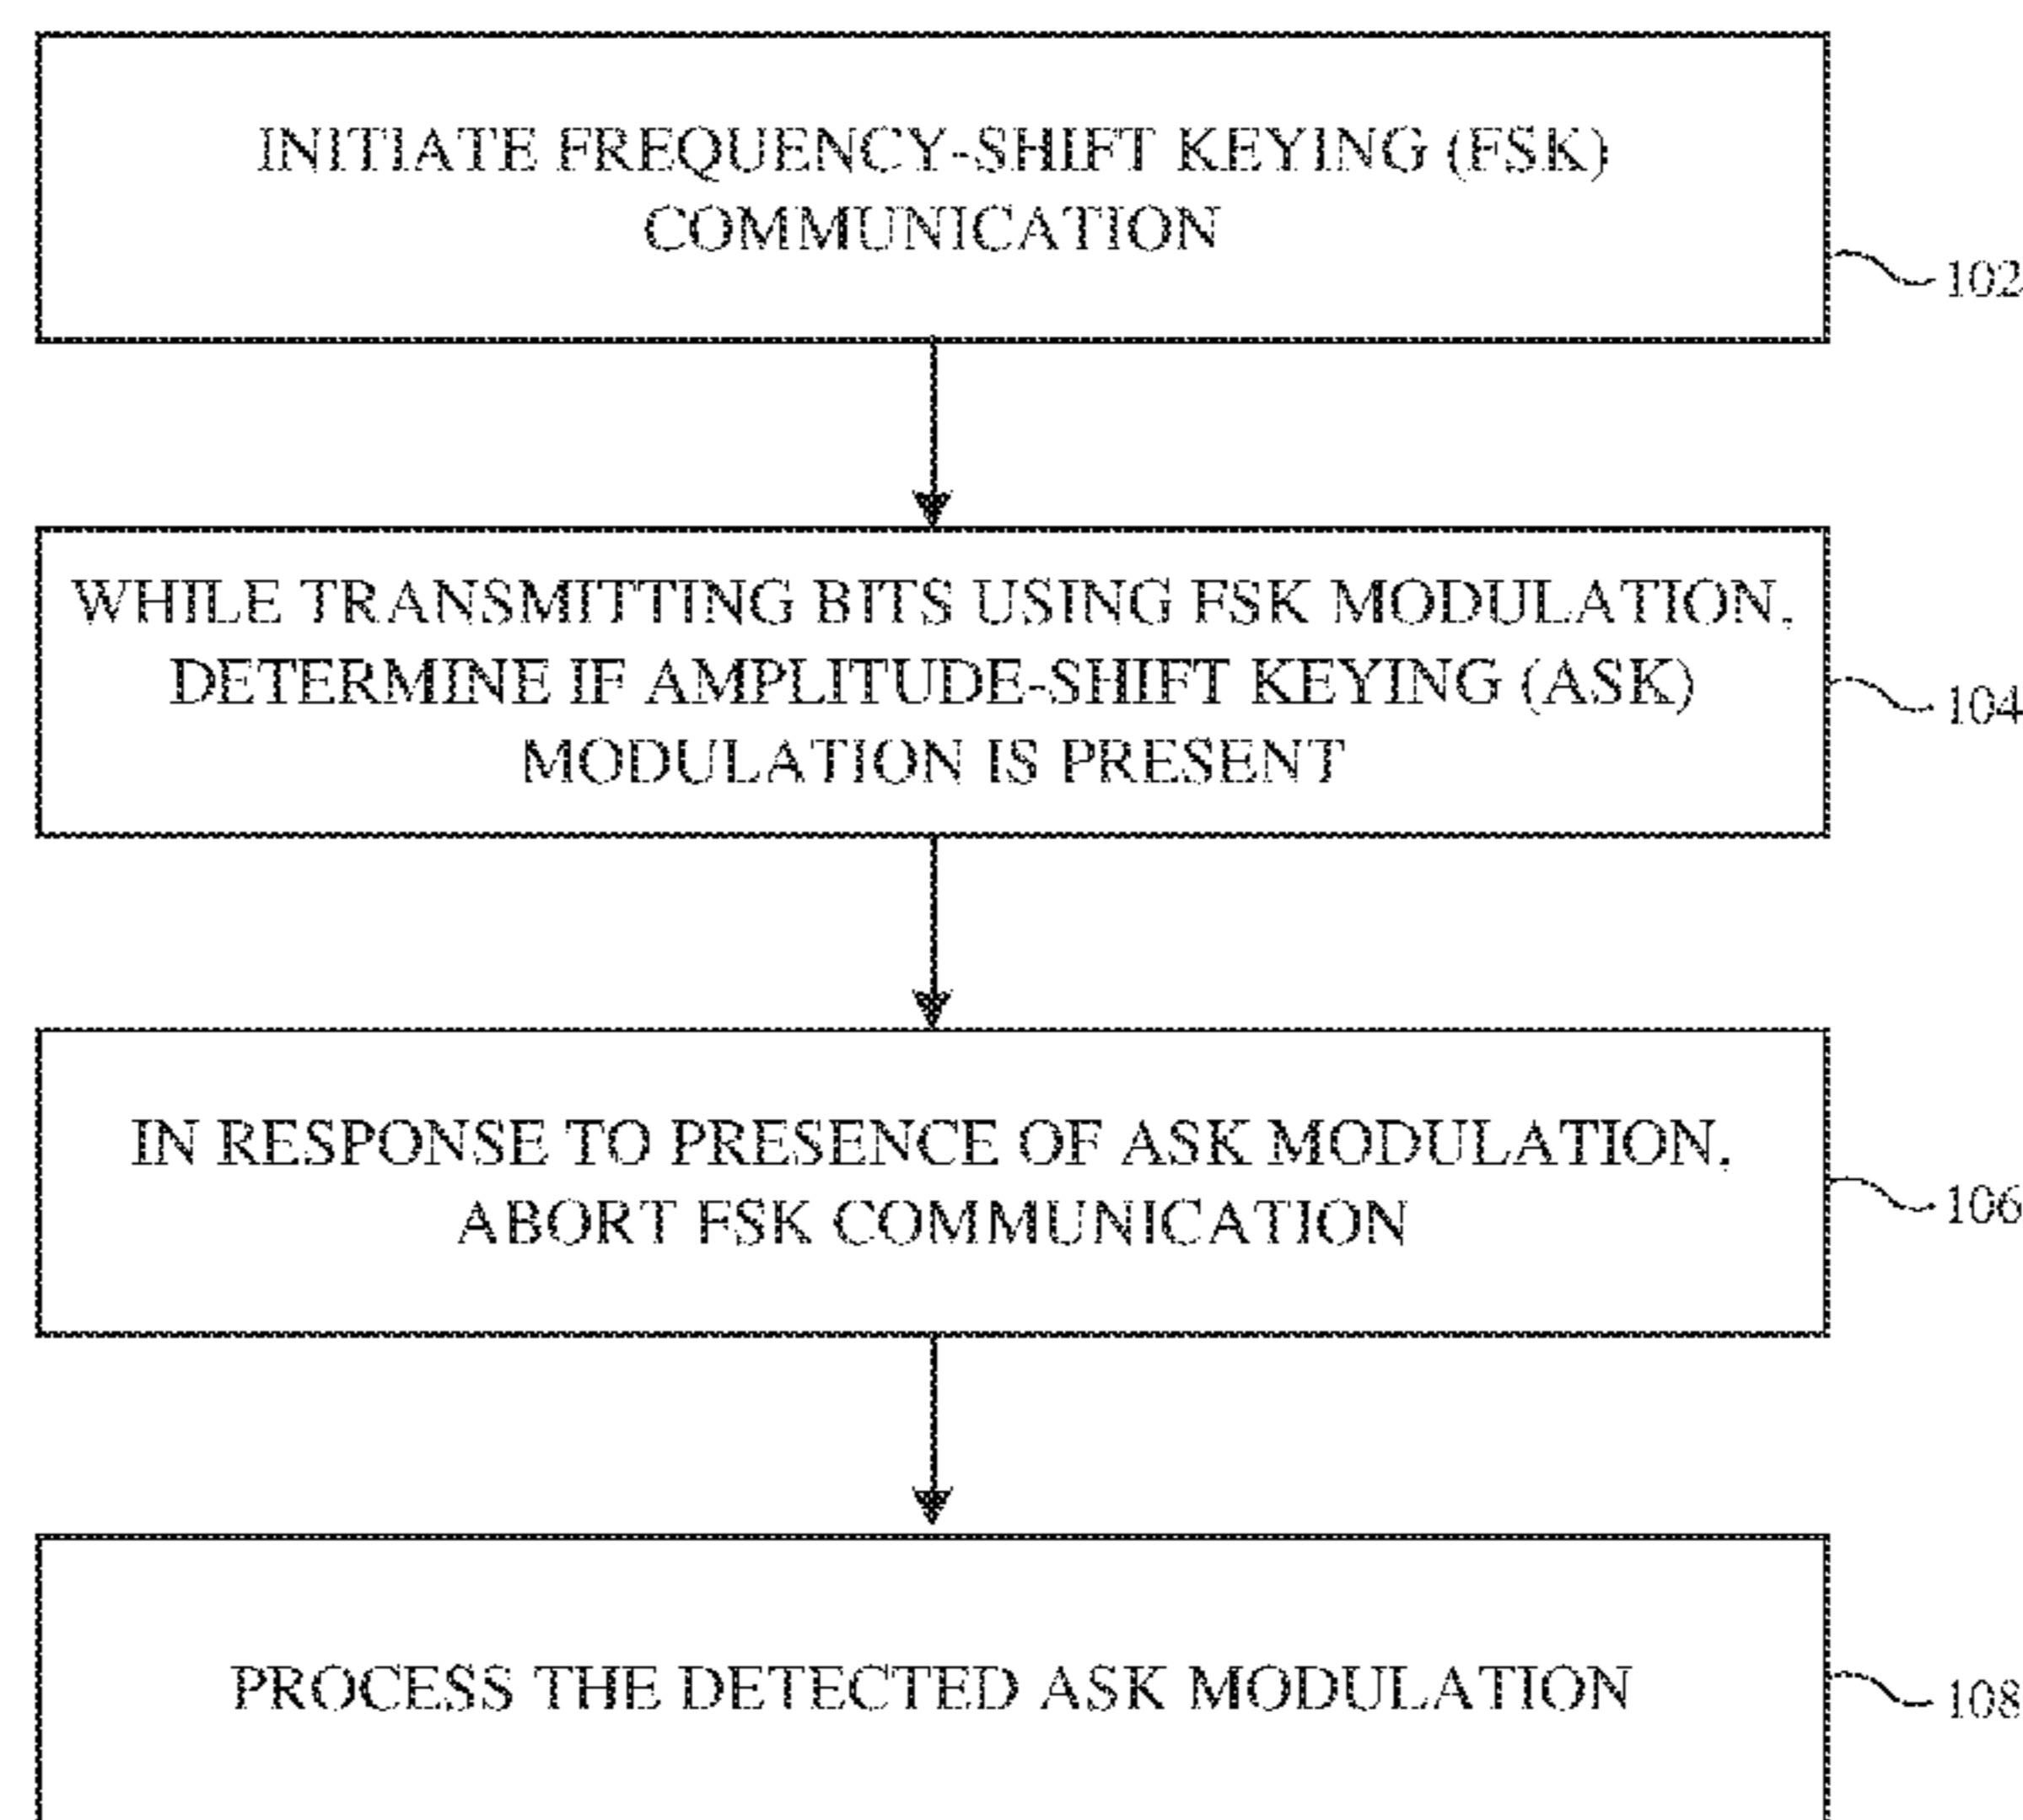 INITIATE FREQUENCY-SHIFT KEYING (FSK)
COMMUNICATION
102
WHILE TRANSMITTING BITS USING FSK MODULATION,
DETERMINE IF AMPLITUDE-SHIFT KEYING (ASK)
MODULATION IS PRESENT
104
IN RESPONSE TO PRESENCE OF ASK MODULATION,
ABORT FSK COMMUNICATION
106
PROCESS THE DETECTED ASK MODULATION
108